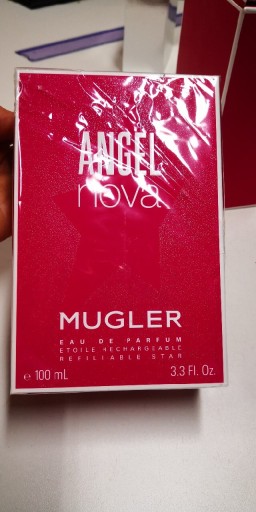 ANGEL
nova
MUGLER
EAU DE PARFUM
ETOILE RECHARGEABLE
REFILLABLE STAR
e 100 mL 3.3 Fl. Oz.